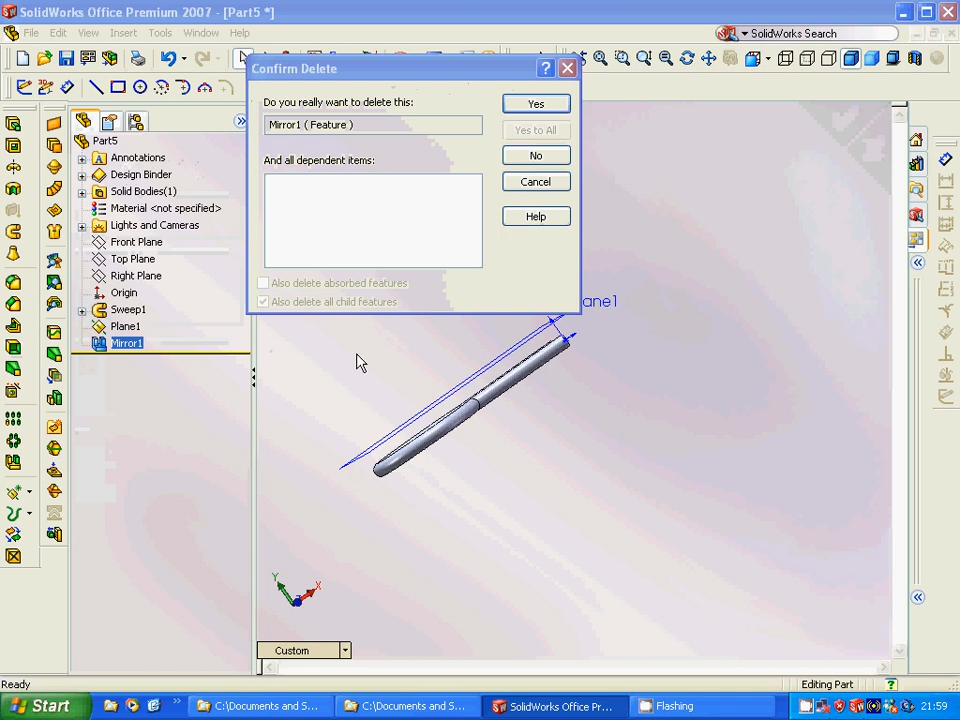 SolidWorks Office Premium 2007 - [Part5 *]
File Edit View Insert Tools Window Help
SolidWorks Search
Confirm Delete
Do you really want to delete this:
Mirror1 ( Feature )
And all dependent items:
Yes
Yes to All
No
Cancel
Help
Also delete absorbed features
Also delete all child features
Part5
Annotations
Design Binder
Solid Bodies(1)
Material <not specified>
Lights and Cameras
Front Plane
Top Plane
Right Plane
Origin
Sweep1
Plane1
Mirror1
ane1
Y
X
Z
Custom
Ready
Editing Part
Start
C:\Documents and S...
C:\Documents and S...
SolidWorks Office Pr...
Flashing
21:59